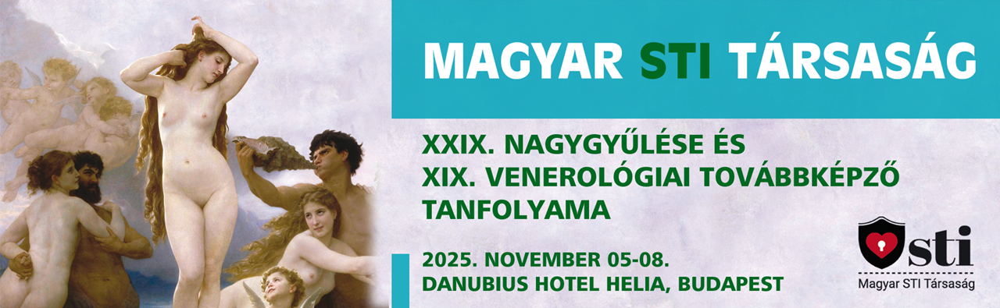 MAGYAR STI TÁRSASÁG
XXIX. NAGYGYŰLÉSE ÉS
XIX. VENEROLÓGIAI TOVÁBBKÉPZŐ
TANFOLYAMA
2025. NOVEMBER 05-08.
DANUBIUS HOTEL HELIA, BUDAPEST
sti
Magyar STI Társaság